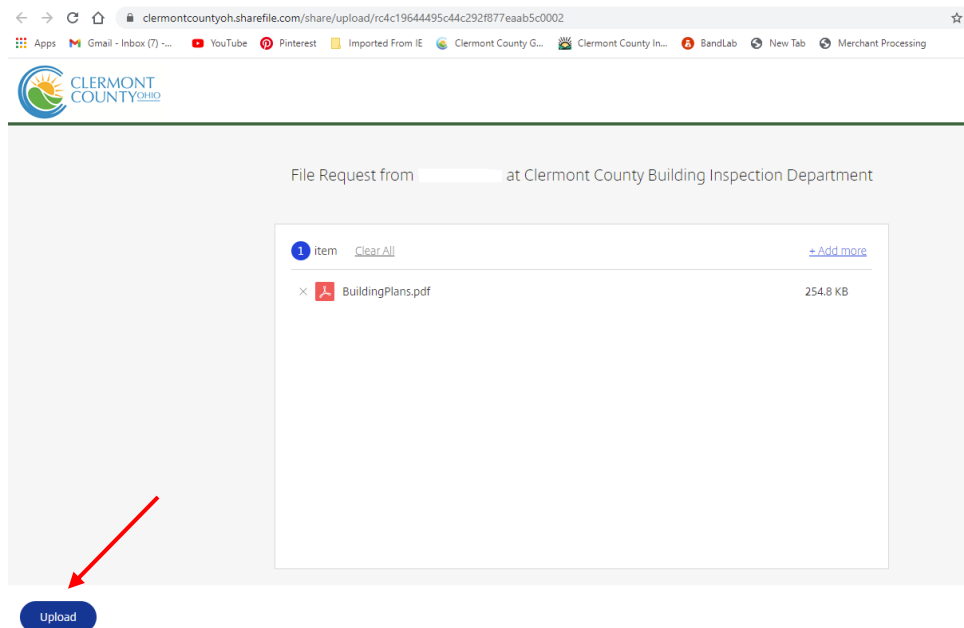 clermontcountyoh.sharefile.com/share/upload/rc4c19644495c44c292f877eaab5c0002
Apps Gmail - Inbox (7) -... YouTube Pinterest Imported From IE Clermont County G... Clermont County In... BandLab New Tab Merchant Processing
CLERMONT
COUNTY OHIO
File Request from at Clermont County Building Inspection Department
1 item Clear All + Add more
BuildingPlans.pdf 254.8 KB
Upload